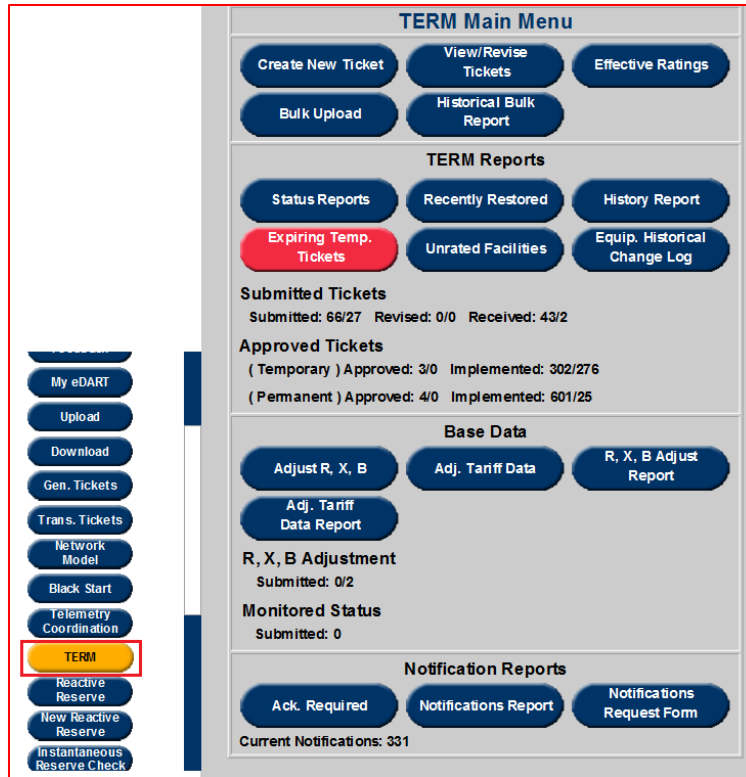 TERM Main Menu
Create New Ticket
View/Revise
Tickets
Effective Ratings
Bulk Upload
Historical Bulk
Report
TERM Reports
Status Reports
Recently Restored
History Report
Expiring Temp.
Tickets
Unrated Facilities
Equip. Historical
Change Log
Submitted Tickets
Submitted: 66/27 Revised: 0/0 Received: 43/2
Approved Tickets
( Temporary ) Approved: 3/0 Implemented: 302/276
( Permanent ) Approved: 4/0 Implemented: 601/25
Base Data
Adjust R, X, B
Adj. Tariff Data
R, X, B Adjust
Report
Adj. Tariff
Data Report
R, X, B Adjustment
Submitted: 0/2
Monitored Status
Submitted: 0
Notification Reports
Ack. Required
Notifications Report
Notifications
Request Form
Current Notifications: 331
My eDART
Upload
Download
Gen. Tickets
Trans. Tickets
Network
Model
Black Start
Telemetry
Coordination
TERM
Reactive
Reserve
New Reactive
Reserve
Instantaneous
Reserve Check